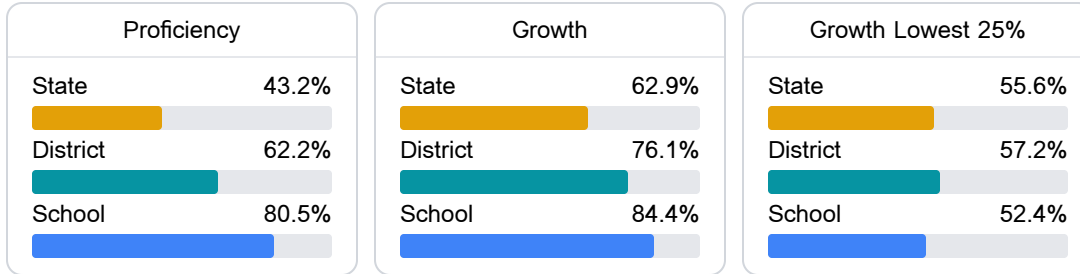 Proficiency
State 43.2%
District 62.2%
School 80.5%
Growth
State 62.9%
District 76.1%
School 84.4%
Growth Lowest 25%
State 55.6%
District 57.2%
School 52.4%